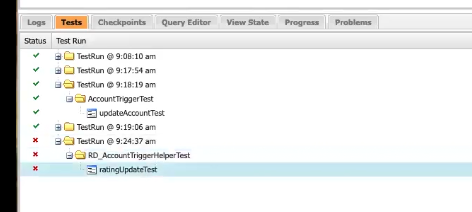 Logs Tests Checkpoints Query Editor View State Progress Problems
Status Test Run
TestRun @ 9:08:10 am
TestRun @ 9:17:54 am
TestRun @ 9:18:19 am
AccountTriggerTest
updateAccountTest
TestRun @ 9:19:06 am
TestRun @ 9:24:37 am
RD_AccountTriggerHelperTest
ratingUpdateTest